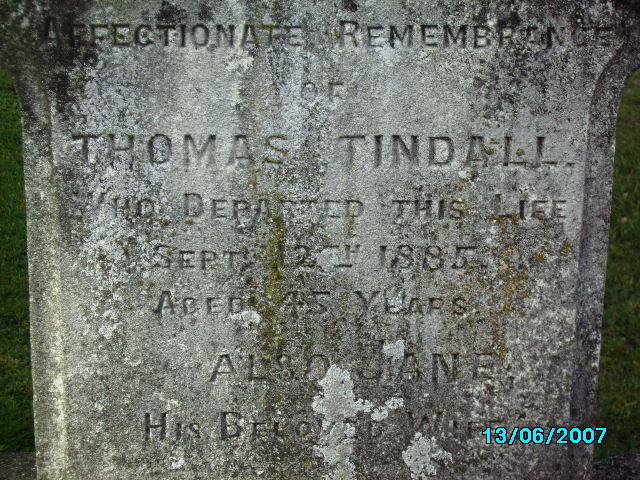 AFFECTIONATE REMEMBRANCE
OF
THOMAS TINDALL.
WHO DEPARTED THIS LIFE
SEPT. 12TH 1885.
AGED 45 YEARS.
ALSO JANE,
HIS BELOVED WIFE
13/06/2007